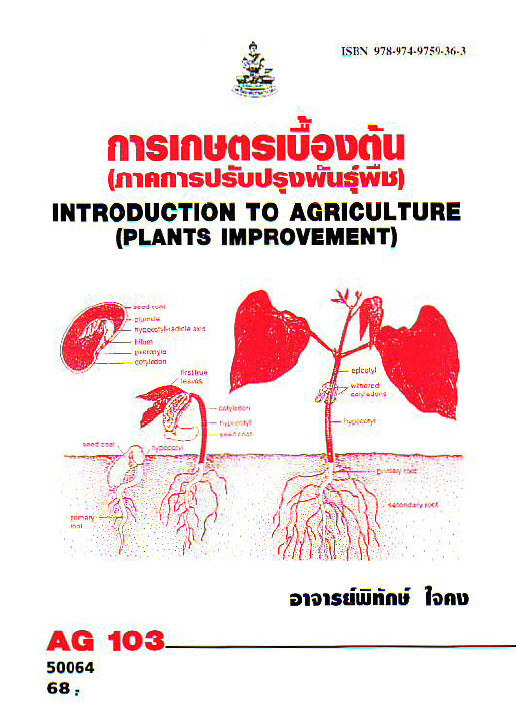 ISBN 978-974-9759-36-3
การเกษตรเบื้องต้น
(ภาคการปรับปรุงพันธุ์พืช)
INTRODUCTION TO AGRICULTURE
(PLANTS IMPROVEMENT)
seed coat
plumule
hypocotyl-radicle axis
hilum
micropyle
cotyledon
first true
leaves
epicotyl
withered
cotyledons
cotyledon
hypocotyl
seed coat
hypocotyl
seed coat
hypocotyl
primary root
secondary root
primary
root
อาจารย์พิทักษ์ ใจคง
AG 103
50064
68.-